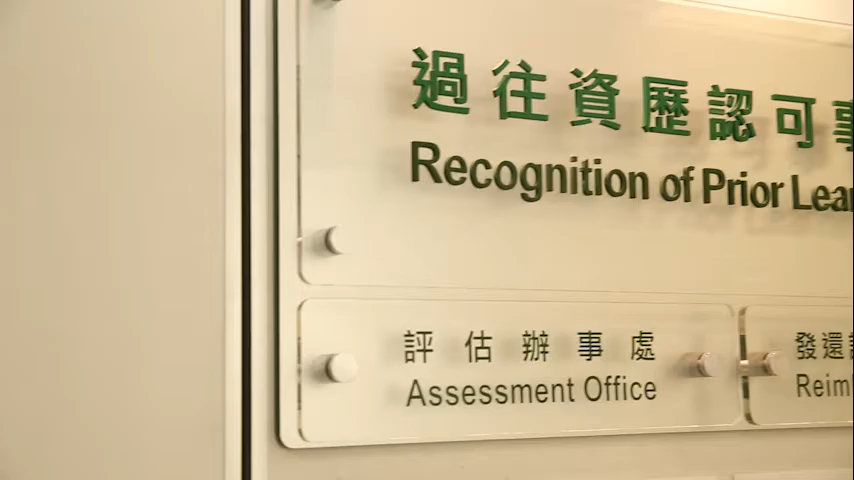 過往資歷認可
Recognition of Prior
評估辦事處
Assessment Office
發還